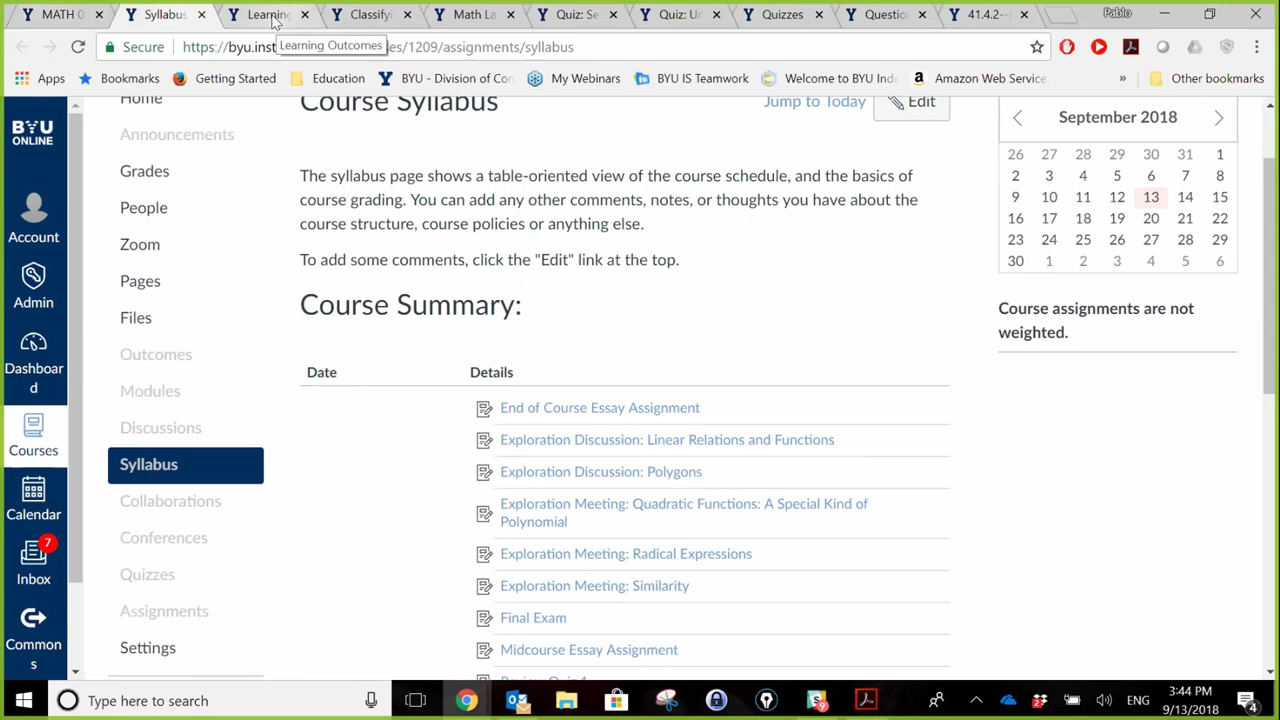 MATH 0
Syllabus
Learning
Classify
Math La
Quiz: Se
Quiz: U
Quizzes
Questio
41.4.2--
Pablo
Secure
https://byu.inst
Learning Outcomes
es/1209/assignments/syllabus
Apps
Bookmarks
Getting Started
Education
BYU - Division of Con
My Webinars
BYU IS Teamwork
Welcome to BYU Inde
Amazon Web Service
»
Other bookmarks
BYU
ONLINE
Account
Admin
Dashboar
d
Courses
Calendar
7
Inbox
Common
s
Home
Announcements
Grades
People
Zoom
Pages
Files
Outcomes
Modules
Discussions
Syllabus
Collaborations
Conferences
Quizzes
Assignments
Settings
Course Syllabus
Jump to Today
Edit
The syllabus page shows a table-oriented view of the course schedule, and the basics of
course grading. You can add any other comments, notes, or thoughts you have about the
course structure, course policies or anything else.
To add some comments, click the "Edit" link at the top.
Course Summary:
Date Details
End of Course Essay Assignment
Exploration Discussion: Linear Relations and Functions
Exploration Discussion: Polygons
Exploration Meeting: Quadratic Functions: A Special Kind of
Polynomial
Exploration Meeting: Radical Expressions
Exploration Meeting: Similarity
Final Exam
Midcourse Essay Assignment
September 2018
26 27 28 29 30 31 1
2 3 4 5 6 7 8
9 10 11 12 13 14 15
16 17 18 19 20 21 22
23 24 25 26 27 28 29
30 1 2 3 4 5 6
Course assignments are not
weighted.
Type here to search
9
2
ENG
3:44 PM
9/13/2018
4